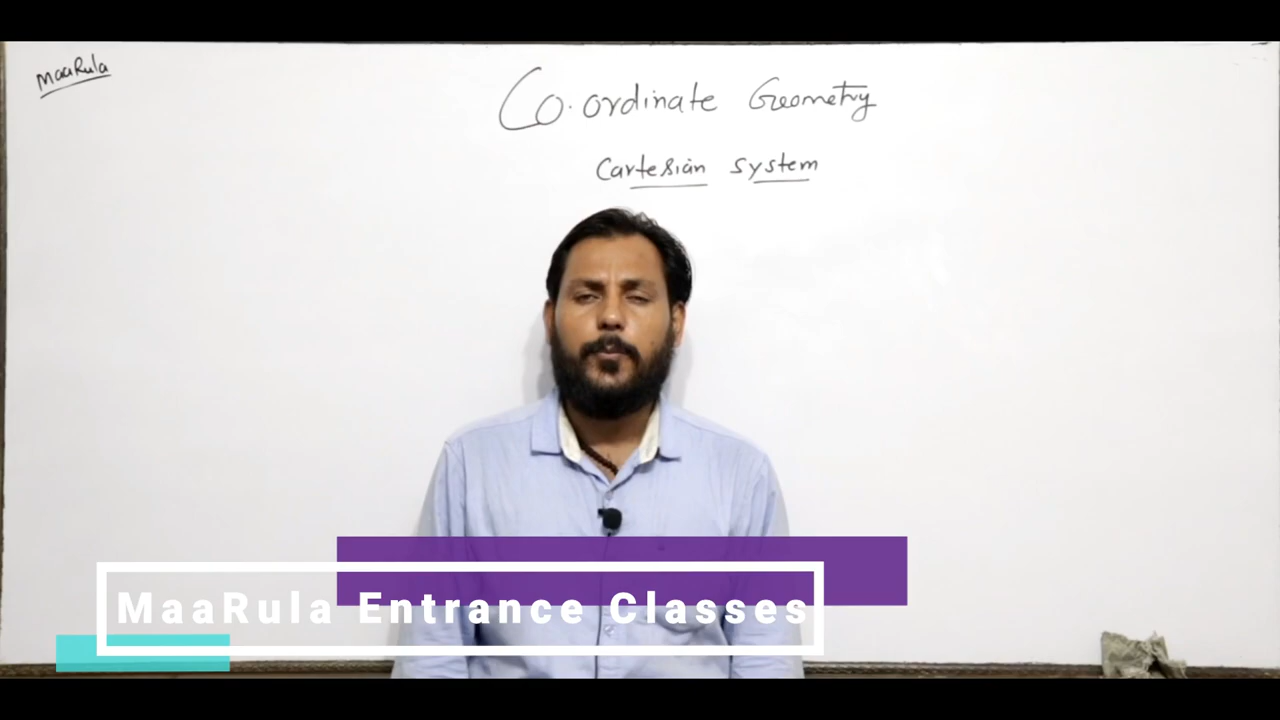 MaaRula
Co-ordinate Geometry
Cartesian system
MaaRula Entrance Classes